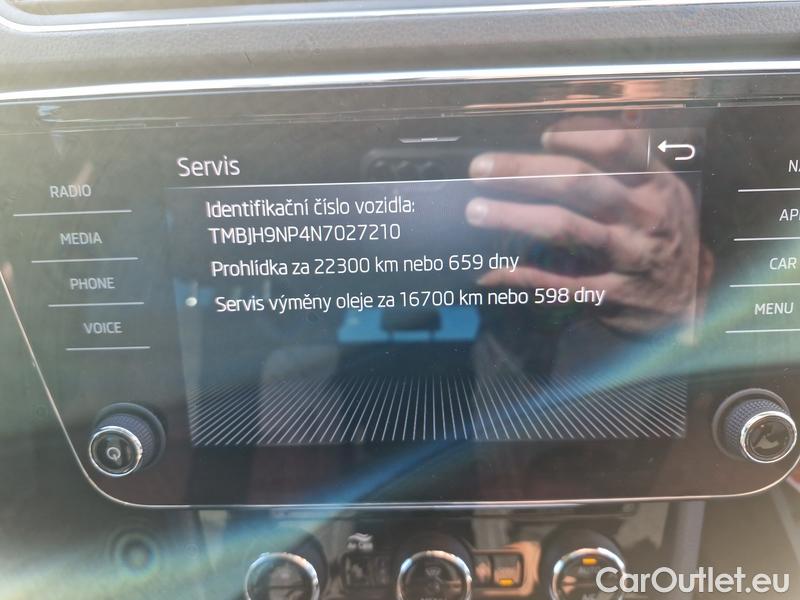 Servis
RADIO
MEDIA
PHONE
VOICE
Identifikační číslo vozidla:
TMBJH9NP4N7027210
Prohlídka za 22300 km nebo 659 dny
Servis výměny oleje za 16700 km nebo 598 dny
CAR
MENU
CarOutlet.eu